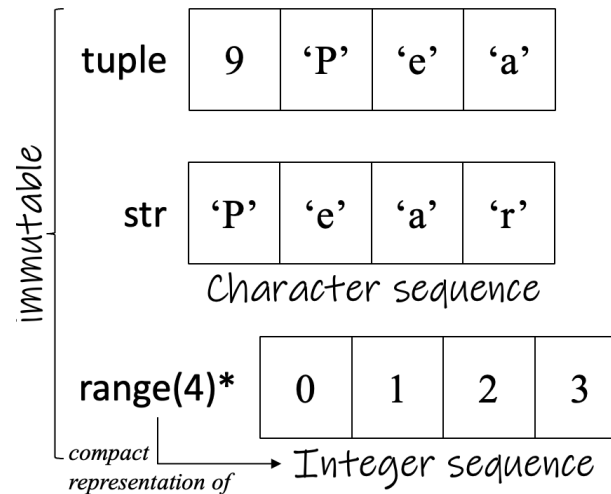 immutable
tuple 9 ‘P’ ‘e’ ‘a’
str ‘P’ ‘e’ ‘a’ ‘r’
Character sequence
range(4)* 0 1 2 3
compact
representation of
Integer sequence